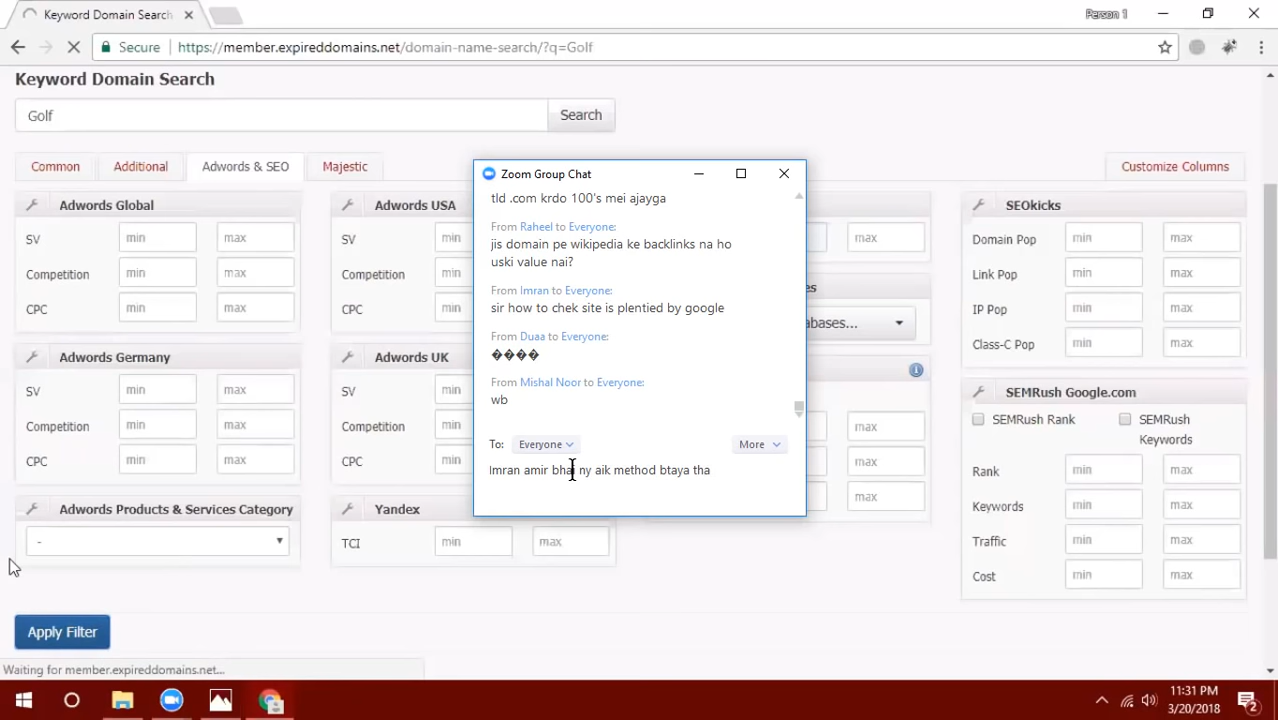 Keyword Domain Search
Person 1
Secure
https://member.expireddomains.net/domain-name-search/?q=Golf
Keyword Domain Search
Golf
Search
Common
Additional
Adwords & SEO
Majestic
Customize Columns
Zoom Group Chat
tld .com krdo 100's mei ajayga
From Raheel to Everyone:
jis domain pe wikipedia ke backlinks na ho
uski value nai?
From Imran to Everyone:
sir how to chek site is plentied by google
From Duaa to Everyone:
����
From Mishal Noor to Everyone:
wb
To: Everyone
More
Imran amir bhai ny aik method btaya tha
Adwords Global
SV min max
Competition min max
CPC min max
Adwords USA
SV min
Competition min
CPC min
max
abases...
SEOkicks
Domain Pop min max
Link Pop min max
IP Pop min max
Class-C Pop min max
Adwords Germany
SV min max
Competition min max
CPC min max
Adwords UK
SV min
Competition min
CPC min
max
max
max
SEMRush Google.com
SEMRush Rank
SEMRush
Keywords
Rank min max
Keywords min max
Traffic min max
Cost min max
Adwords Products & Services Category
-
Yandex
TCI min max
Apply Filter
Waiting for member.expireddomains.net...
11:31 PM
3/20/2018
2